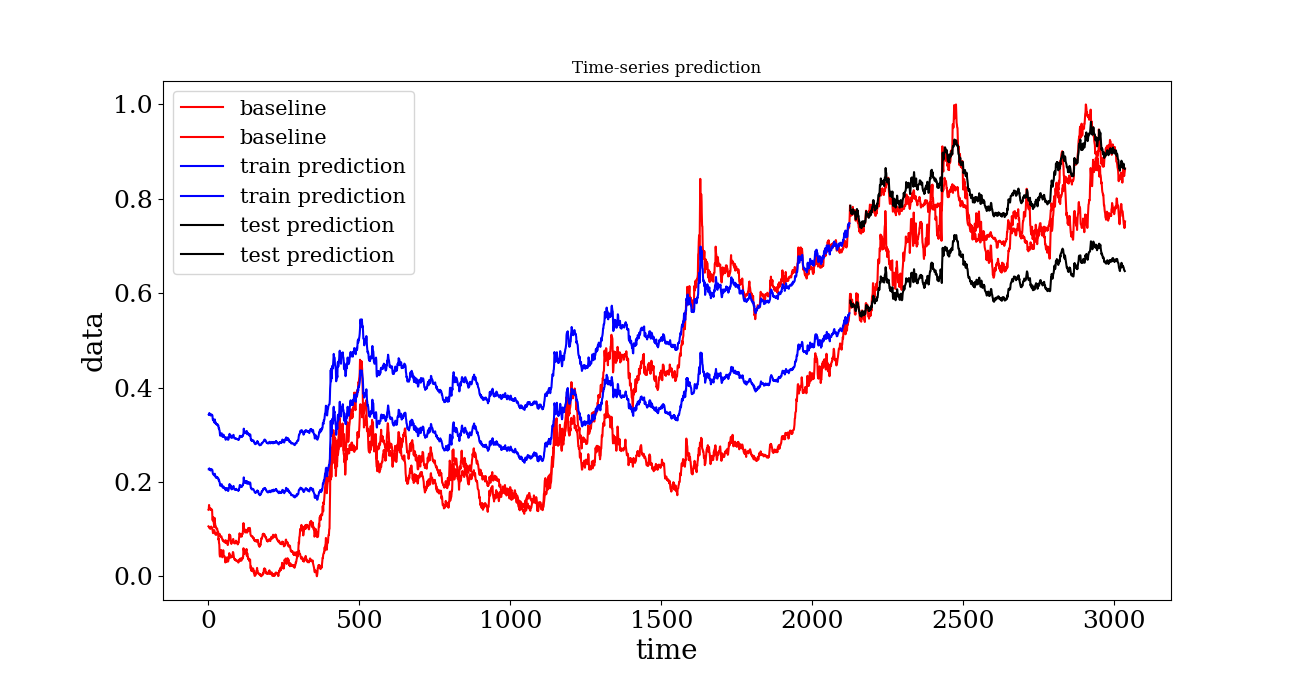 Time-series prediction
1.0
0.8
0.6
0.4
0.2
0.0
data
baseline
baseline
train prediction
train prediction
test prediction
test prediction
0 500 1000 1500 2000 2500 3000
time